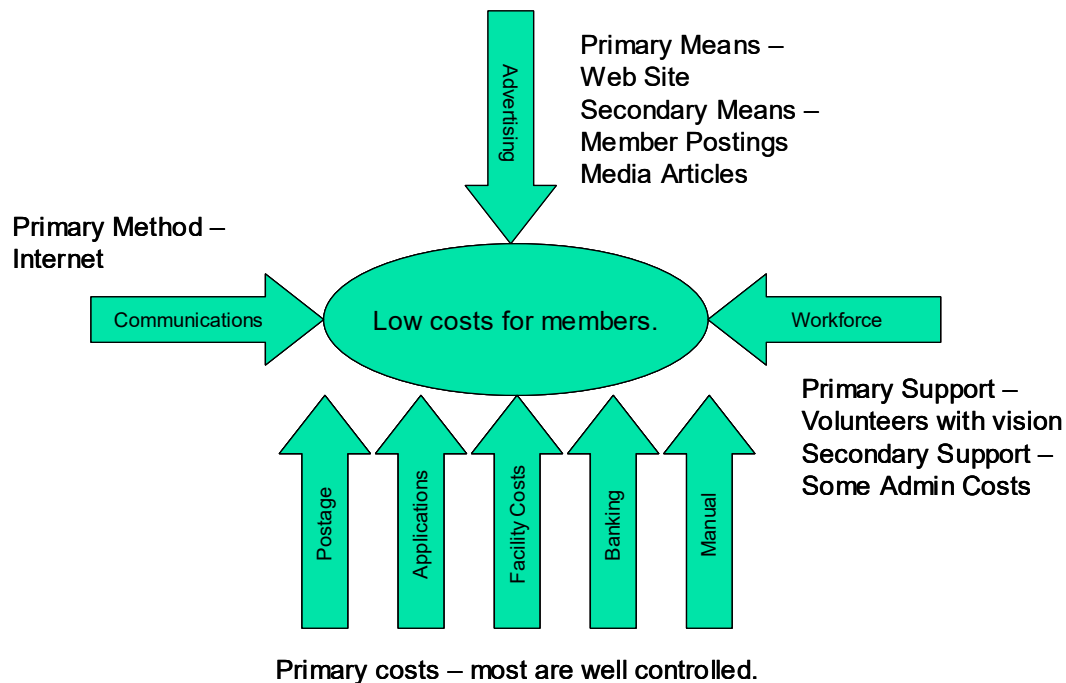 Advertising
Primary Means –
Web Site
Secondary Means –
Member Postings
Media Articles
Primary Method –
Internet
Communications
Low costs for members.
Workforce
Primary Support –
Volunteers with vision
Secondary Support –
Some Admin Costs
Postage
Applications
Facility Costs
Banking
Manual
Primary costs – most are well controlled.